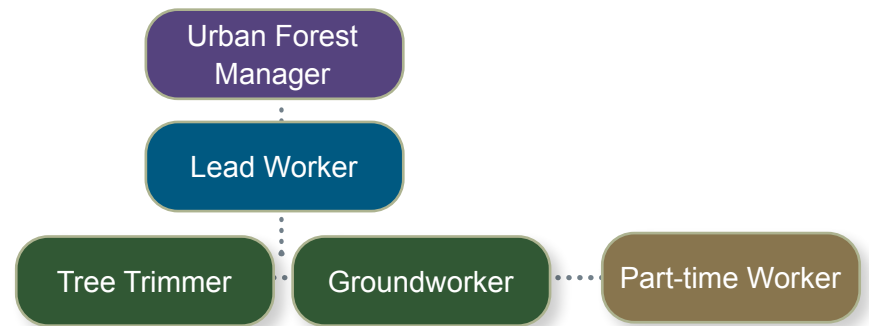 Urban Forest
Manager
Lead Worker
Tree Trimmer
Groundworker
Part-time Worker